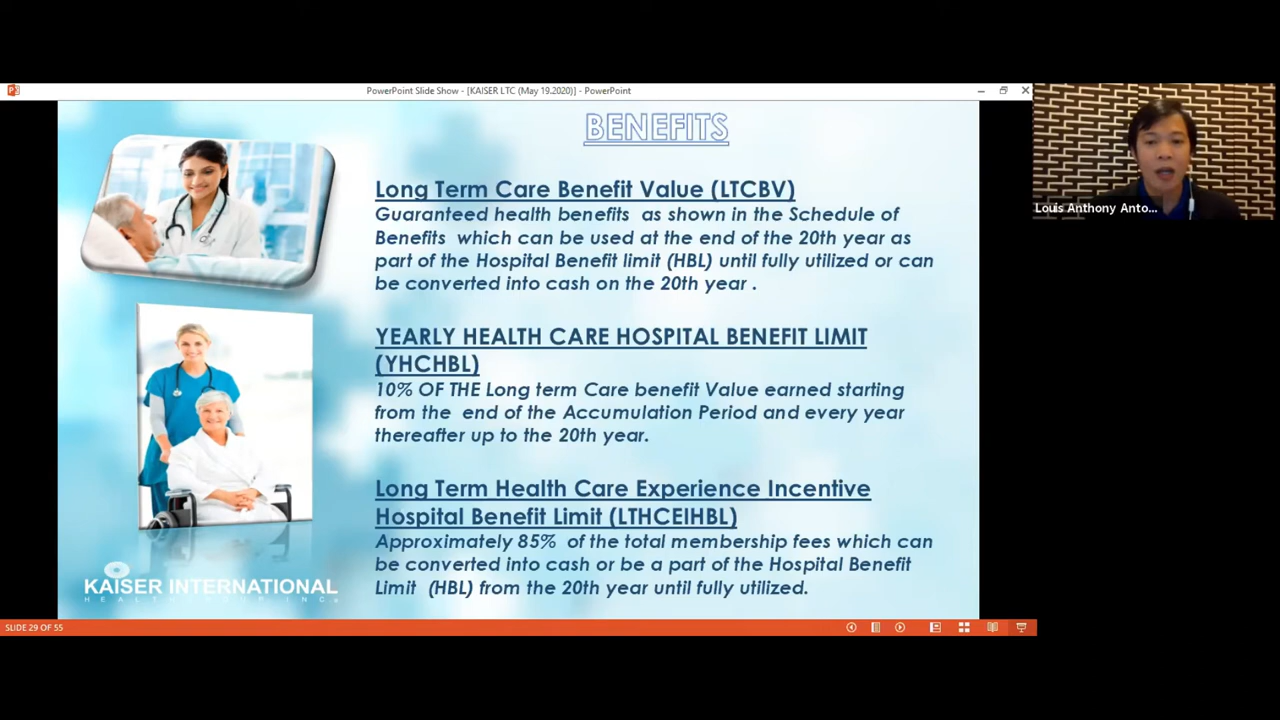 PowerPoint Slide Show - [KAISER LTC (May 19.2020)] - PowerPoint
BENEFITS
Long Term Care Benefit Value (LTCBV)
Guaranteed health benefits as shown in the Schedule of
Benefits which can be used at the end of the 20th year as
part of the Hospital Benefit limit (HBL) until fully utilized or can
be converted into cash on the 20th year .
YEARLY HEALTH CARE HOSPITAL BENEFIT LIMIT
(YHCHBL)
10% OF THE Long term Care benefit Value earned starting
from the end of the Accumulation Period and every year
thereafter up to the 20th year.
Long Term Health Care Experience Incentive
Hospital Benefit Limit (LTHCEIHBL)
Approximately 85% of the total membership fees which can
be converted into cash or be a part of the Hospital Benefit
Limit (HBL) from the 20th year until fully utilized.
KAISER INTERNATIONAL
HEALTHGROUP INC.
SLIDE 29 OF 55
Louis Anthony Anto...